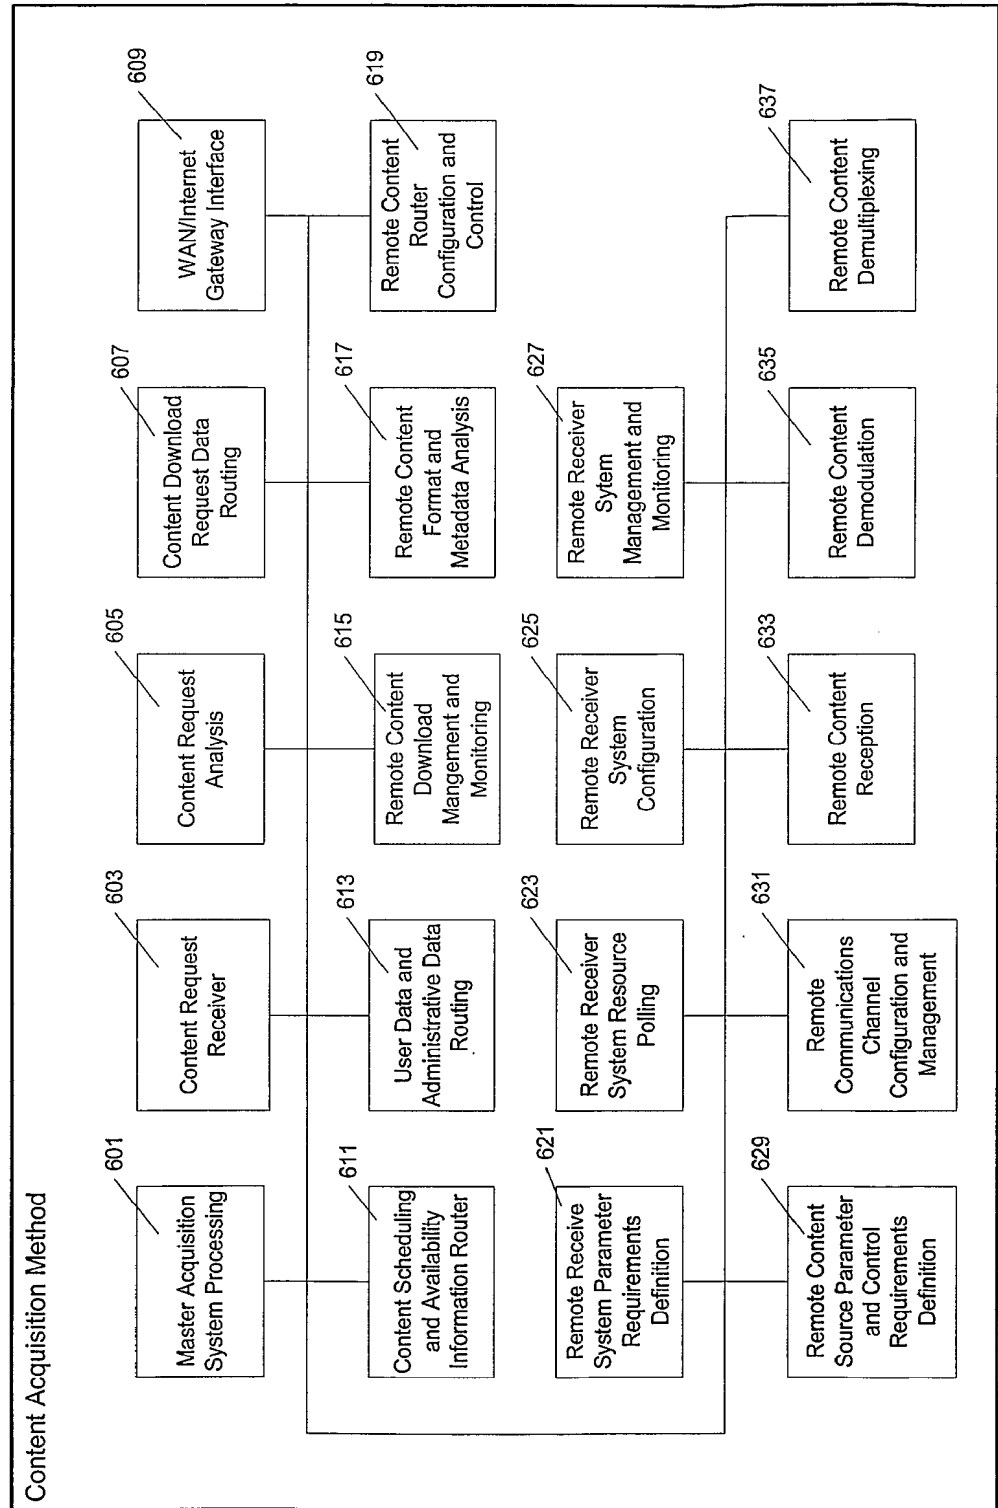 Content Acquisition Method
601
Master Acquisition
System Processing
603
Content Request
Receiver
605
Content Request
Analysis
607
Content Download
Request Data
Routing
609
WAN/Internet
Gateway Interface
611
Content Scheduling
and Availability
Information Router
613
User Data and
Administrative Data
Routing
615
Remote Content
Download
Mangement and
Monitoring
617
Remote Content
Format and
Metadata Analysis
619
Remote Content
Router
Configuration and
Control
621
Remote Receive
System Parameter
Requirements
Definition
623
Remote Receiver
System Resource
Polling
625
Remote Receiver
System
Configuration
627
Remote Receiver
Sytem
Management and
Monitoring
629
Remote Content
Source Parameter
and Control
Requirements
Definition
631
Remote
Communications
Channel
Configuration and
Management
633
Remote Content
Reception
635
Remote Content
Demodulation
637
Remote Content
Demultiplexing